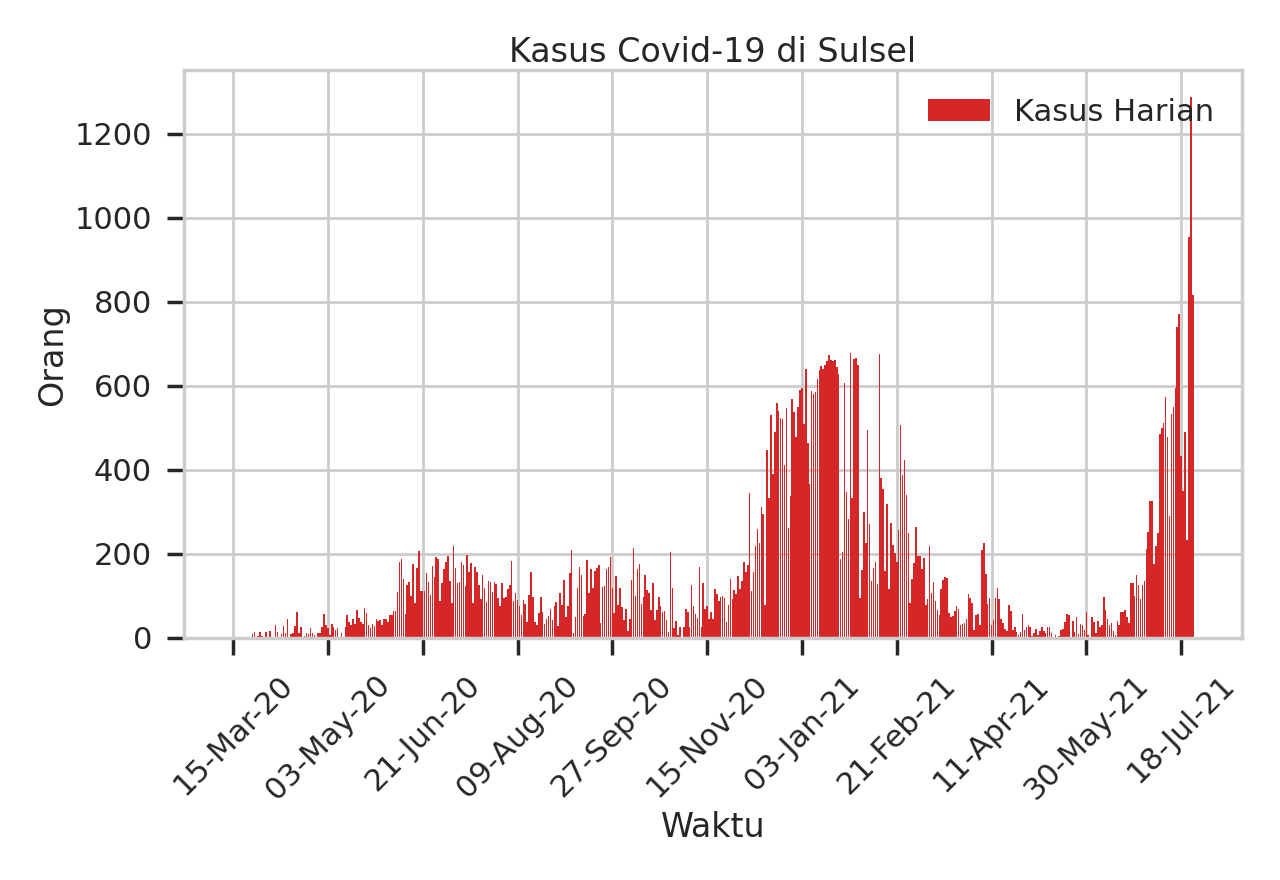 Kasus Covid-19 di Sulsel
Kasus Harian
Orang
1200
1000
800
600
400
200
0
15-Mar-20
03-May-20
21-Jun-20
09-Aug-20
27-Sep-20
15-Nov-20
03-Jan-21
21-Feb-21
11-Apr-21
30-May-21
18-Jul-21
Waktu